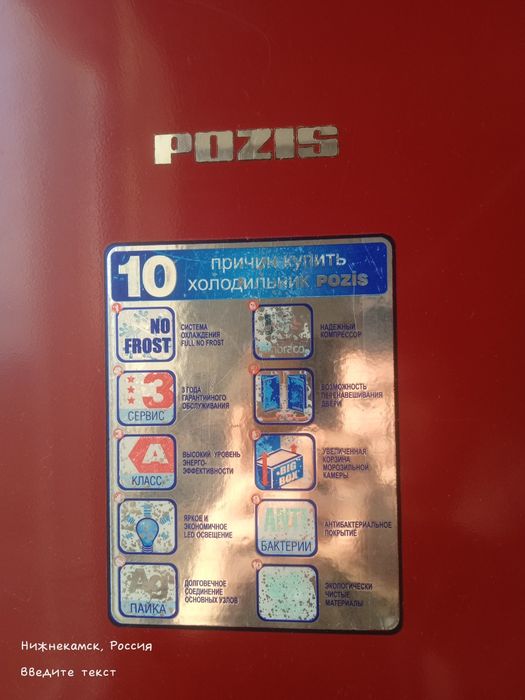 POZIS
10
причин купить
холодильник POZIS
NO
FROST
СИСТЕМА
ОХЛАЖДЕНИЯ
FULL NO FROST
3
СЕРВИС
3 ГОДА
ГАРАНТИЙНОГО
ОБСЛУЖИВАНИЯ
А
КЛАСС
ВЫСОКИЙ УРОВЕНЬ
ЭНЕРГО-
ЭФФЕКТИВНОСТИ
ЯРКОЕ И
ЭКОНОМИЧНОЕ
LED ОСВЕЩЕНИЕ
Ag
ПАЙКА
ДОЛГОВЕЧНОЕ
СОЕДИНЕНИЕ
ОСНОВНЫХ УЗЛОВ
НАДЕЖНЫЙ
КОМПРЕССОР
ВОЗМОЖНОСТЬ
ПЕРЕНАВЕШИВАНИЯ
ДВЕРИ
BIG
BOX
УВЕЛИЧЕННАЯ
КОРЗИНА
МОРОЗИЛЬНОЙ
КАМЕРЫ
ANTI
БАКТЕРИИ
АНТИБАКТЕРИАЛЬНОЕ
ПОКРЫТИЕ
ЭКОЛОГИЧЕСКИ
ЧИСТЫЕ
МАТЕРИАЛЫ
Нижнекамск, Россия
Введите текст